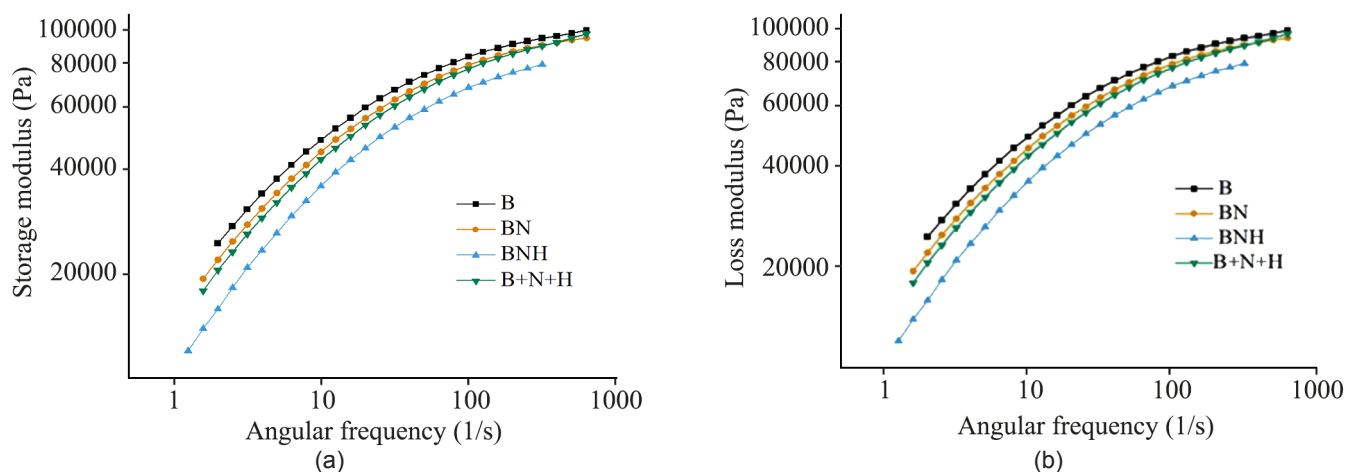 100000
80000
60000
40000
20000
Storage modulus (Pa)
B
BN
BNH
B+N+H
1
10
100
1000
Angular frequency (1/s)
(a)
100000
80000
60000
40000
20000
Loss modulus (Pa)
B
BN
BNH
B+N+H
1
10
100
1000
Angular frequency (1/s)
(b)